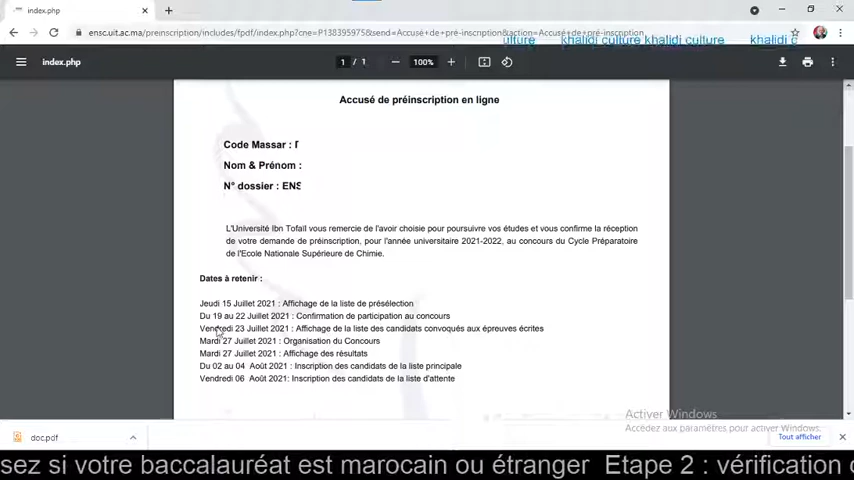 index.php
ensc.uit.ac.ma/preinscription/includes/fpdf/index.php?cne=P138395975&send=Accusé+de+pré-inscription&action=Accusé+de+pré-inscription
ulture khalidi culture khalidi culture khalidi c
index.php
1 / 1
100%
Accusé de préinscription en ligne
Code Massar :
Nom & Prénom :
N° dossier : ENS
L'Université Ibn Tofaïl vous remercie de l'avoir choisie pour poursuivre vos études et vous confirme la réception
de votre demande de préinscription, pour l'année universitaire 2021-2022, au concours du Cycle Préparatoire
de l'Ecole Nationale Supérieure de Chimie.
Dates à retenir :
Jeudi 15 Juillet 2021 : Affichage de la liste de présélection
Du 19 au 22 Juillet 2021 : Confirmation de participation au concours
Vendredi 23 Juillet 2021 : Affichage de la liste des candidats convoqués aux épreuves écrites
Mardi 27 Juillet 2021 : Organisation du Concours
Mardi 27 Juillet 2021 : Affichage des résultats
Du 02 au 04 Août 2021 : Inscription des candidats de la liste principale
Vendredi 06 Août 2021: Inscription des candidats de la liste d'attente
Activer Windows
Accédez aux paramètres pour activer Windows.
doc.pdf
Tout afficher
sez si votre baccalauréat est marocain ou étranger Etape 2 : vérification